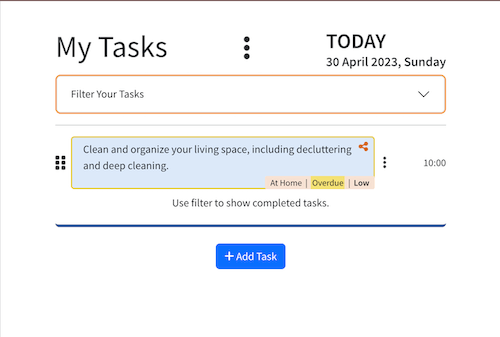 My Tasks
TODAY
30 April 2023, Sunday
Filter Your Tasks
Clean and organize your living space, including decluttering
and deep cleaning.
10:00
At Home | Overdue | Low
Use filter to show completed tasks.
+ Add Task